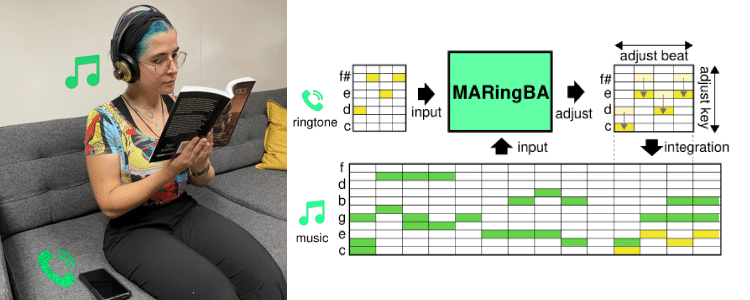 adjust beat
f#
e
d
c
ringtone
input
MARingBA
adjust
f#
e
d
c
adjust key
input
integration
f
d
b
g
e
c
music